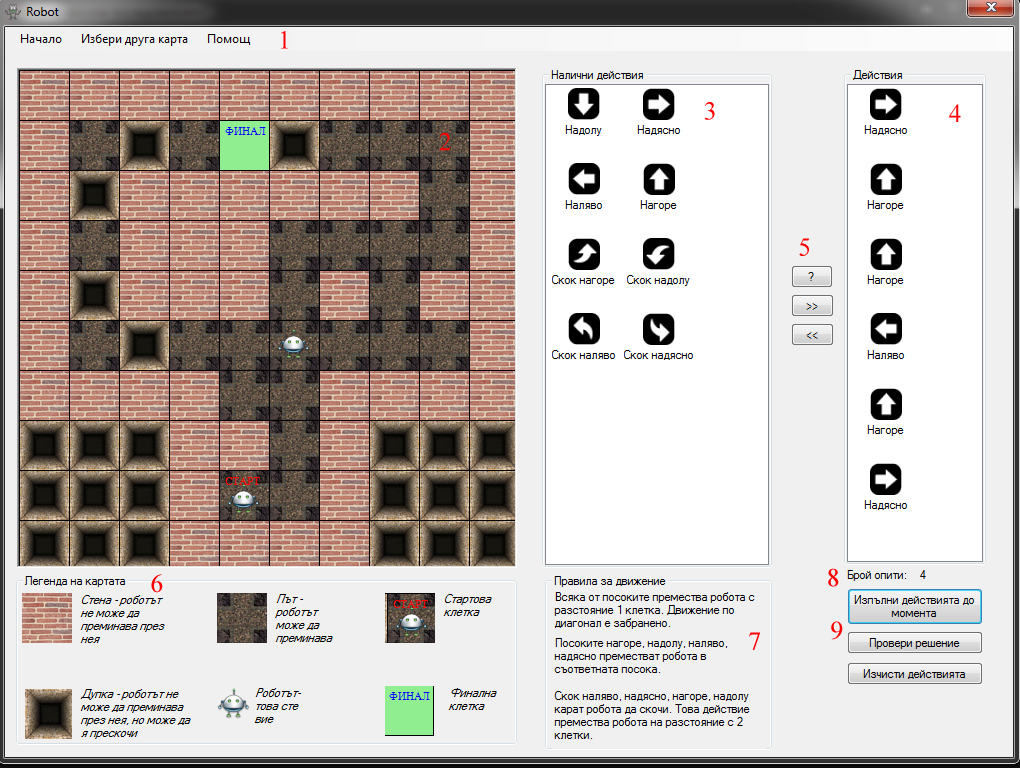 Robot
Начало Избери друга карта Помощ 1
ФИНАЛ
2
СТАРТ
Налични действия
3
Надолу Надясно
Наляво Нагоре
Скок нагоре Скок надолу
Скок наляво Скок надясно
5
?
>>
<<
Действия
4
Надясно
Нагоре
Нагоре
Наляво
Нагоре
Надясно
Легенда на картата 6
Стена - роботът
не може да
преминава през
нея
Път -
роботът
може да
преминава
СТАРТ
Стартова
клетка
Дупка - роботът не
може да преминава
през нея, но може да
я прескочи
Роботът-
това сте
вие
ФИНАЛ
Финална
клетка
Правила за движение
Всяка от посоките премества робота с
разстояние 1 клетка. Движение по
диагонал е забранено.
7
Посоките нагоре, надолу, наляво,
надясно преместват робота в
съответната посока.
Скок наляво, надясно, нагоре, надолу
карат робота да скочи. Това действие
премества робота на разстояние с 2
клетки.
8 Брой опити: 4
Изпълни действията до
момента
9
Провери решение
Изчисти действията